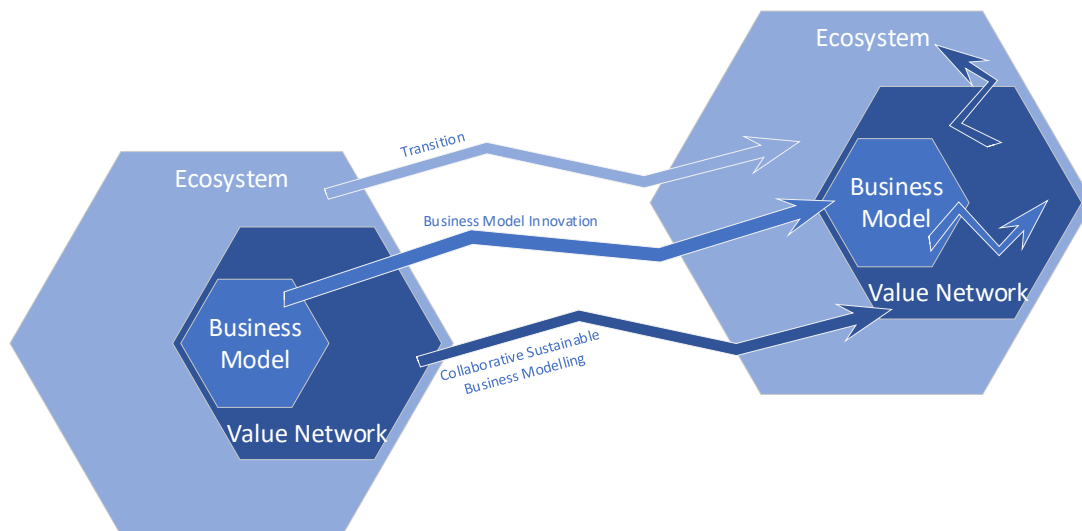 Ecosystem
Transition
Ecosystem
Business
Model
Business Model Innovation
Value Network
Business
Model
Collaborative Sustainable
Business Modelling
Value Network